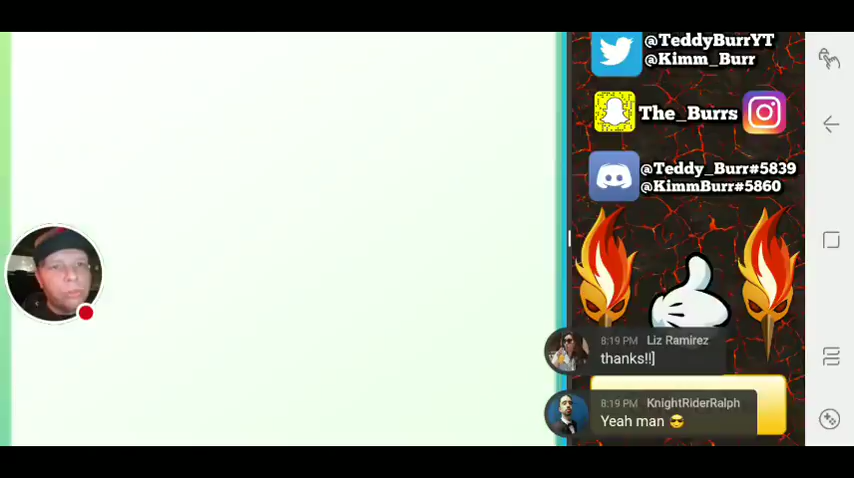 @TeddyBurrYT
@Kimm_Burr
The_Burrs
@Teddy_Burr#5839
@KimmBurr#5860
8:19 PM Liz Ramirez
thanks!!]
8:19 PM KnightRiderRalph
Yeah man 😎